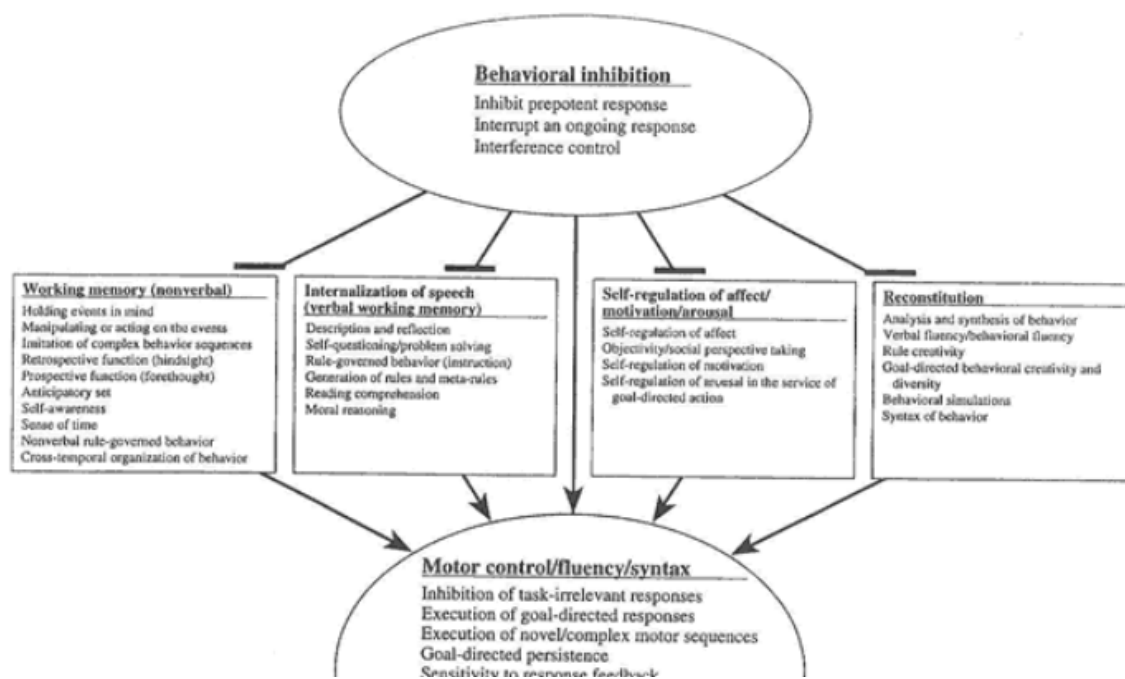 Behavioral inhibition
Inhibit prepotent response
Interrupt an ongoing response
Interference control
Working memory (nonverbal)
Holding events in mind
Manipulating or acting on the events
Imitation of complex behavior sequences
Retrospective function (hindsight)
Prospective function (forethought)
Anticipatory set
Self-awareness
Sense of time
Nonverbal rule-governed behavior
Cross-temporal organization of behavior
Internalization of speech
(verbal working memory)
Description and reflection
Self-questioning/problem solving
Rule-governed behavior (instruction)
Generation of rules and meta-rules
Reading comprehension
Moral reasoning
Self-regulation of affect/
motivation/arousal
Self-regulation of affect
Objectivity/social perspective taking
Self-regulation of motivation
Self-regulation of arousal in the service of
goal-directed action
Reconstitution
Analysis and synthesis of behavior
Verbal fluency/behavioral fluency
Rule creativity
Goal-directed behavioral creativity and
diversity
Behavioral simulations
Syntax of behavior
Motor control/fluency/syntax
Inhibition of task-irrelevant responses
Execution of goal-directed responses
Execution of novel/complex motor sequences
Goal-directed persistence
Sensitivity to response feedback